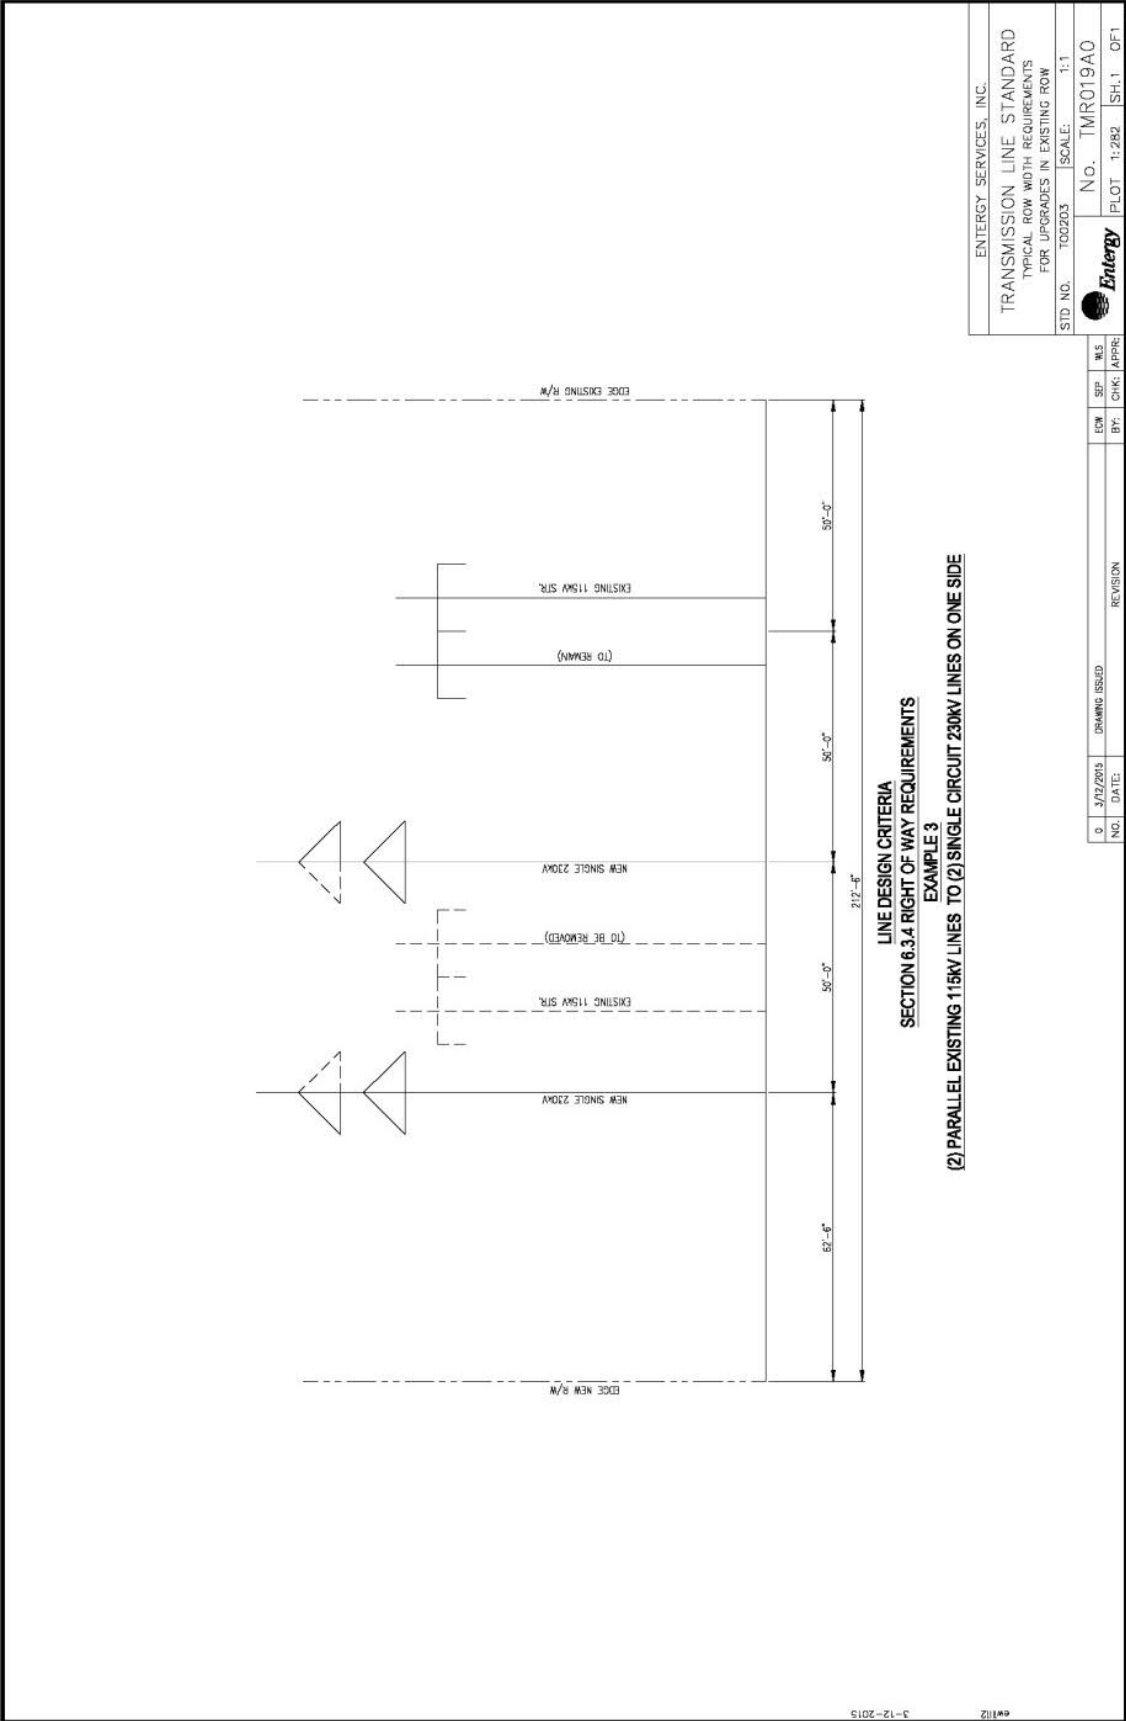 EDGE NEW R/W
NEW SINGLE 230KV
EXISTING 115KV STR.
(TO BE REMOVED)
NEW SINGLE 230KV
(TO REMAIN)
EXISTING 115KV STR.
EDGE EXISTING R/W
62'-6"
50'-0"
50'-0"
50'-0"
212'-6"
LINE DESIGN CRITERIA
SECTION 6.3.4 RIGHT OF WAY REQUIREMENTS
EXAMPLE 3
(2) PARALLEL EXISTING 115kV LINES TO (2) SINGLE CIRCUIT 230kV LINES ON ONE SIDE
3-12-2015
ewill2
0 3/12/2015 DRAWING ISSUED ECW SEP WLS
NO. DATE: REVISION BY: CHK: APPR:
ENTERGY SERVICES, INC.
TRANSMISSION LINE STANDARD
TYPICAL ROW WIDTH REQUIREMENTS
FOR UPGRADES IN EXISTING ROW
STD NO. TO0203 SCALE: 1:1
Entergy
No. TMR019A0
PLOT 1:282 SH.1 OF1